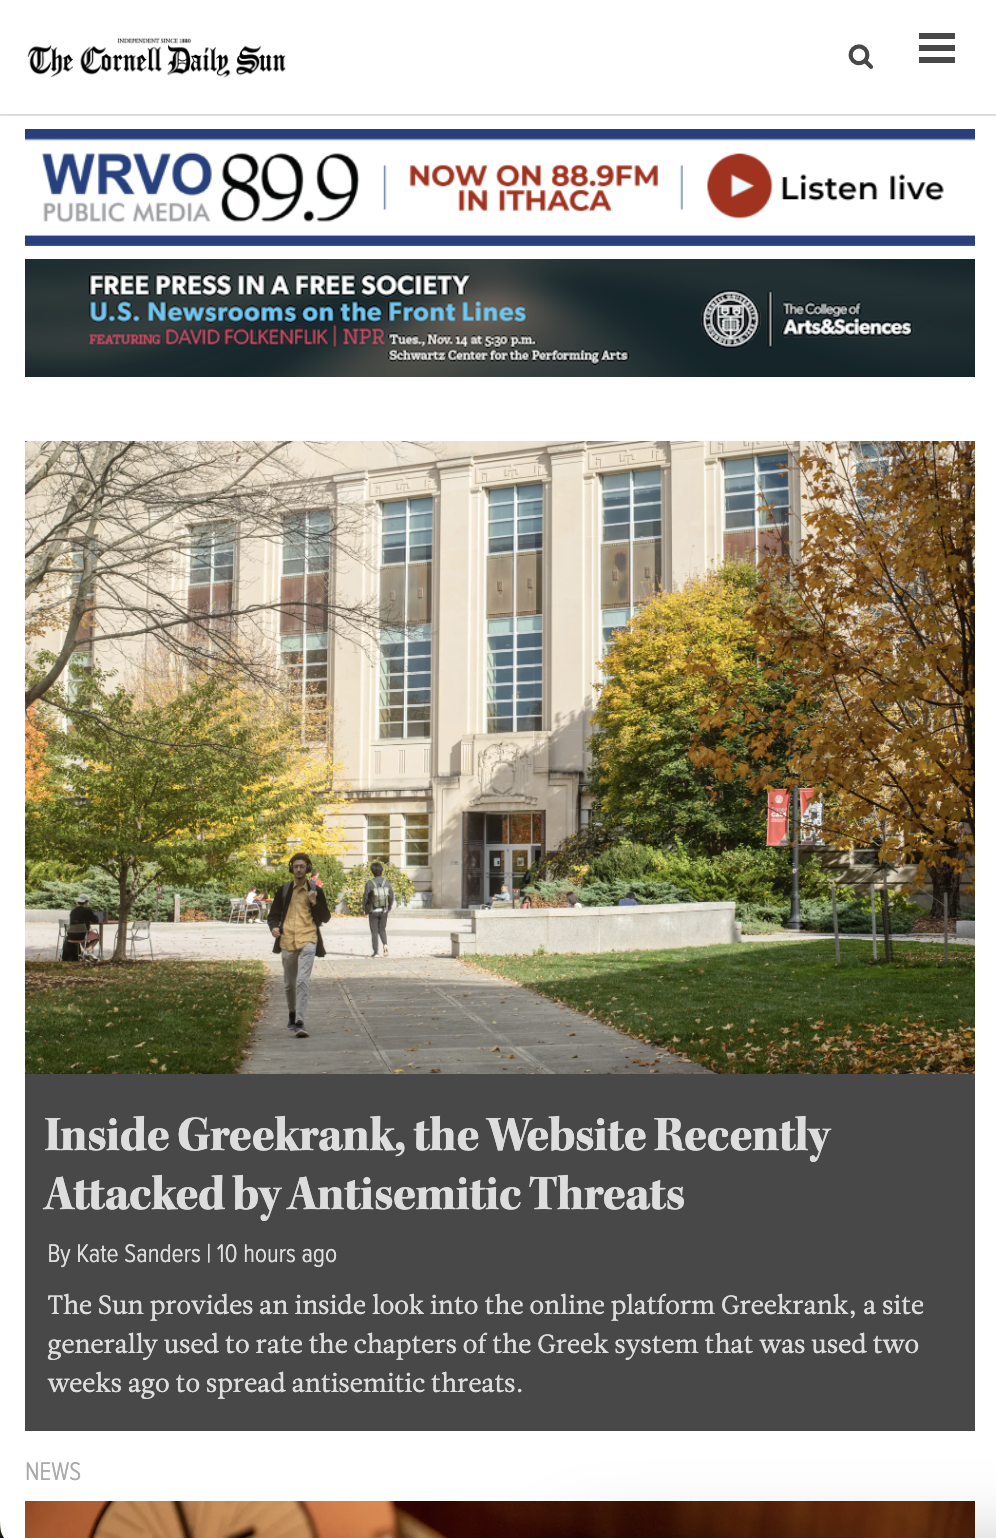 INDEPENDENT SINCE 1880
The Cornell Daily Sun
WRVO
PUBLIC MEDIA
89.9
NOW ON 88.9FM
IN ITHACA
Listen live
FREE PRESS IN A FREE SOCIETY
U.S. Newsrooms on the Front Lines
FEATURING DAVID FOLKENFLIK | NPR
Tues., Nov. 14 at 5:30 p.m.
Schwartz Center for the Performing Arts
The College of
Arts&Sciences
Inside Greekrank, the Website Recently
Attacked by Antisemitic Threats
By Kate Sanders | 10 hours ago
The Sun provides an inside look into the online platform Greekrank, a site
generally used to rate the chapters of the Greek system that was used two
weeks ago to spread antisemitic threats.
NEWS